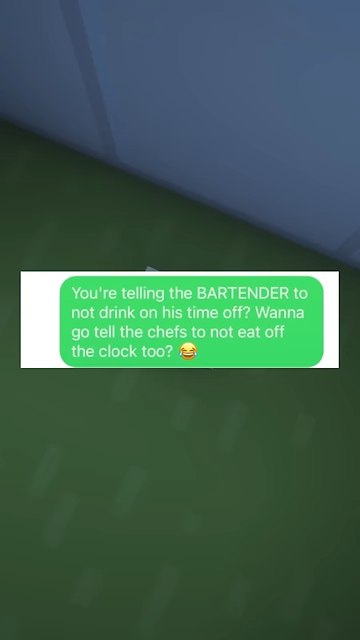 You're telling the BARTENDER to
not drink on his time off? Wanna
go tell the chefs to not eat off
the clock too? 😂